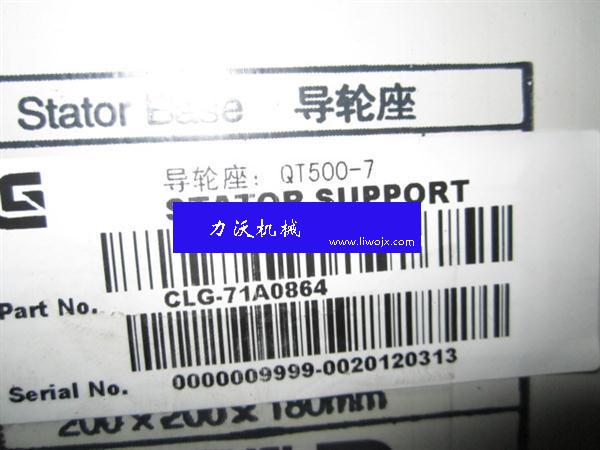 Stator Base 导轮座
导轮座: QT500-7
STATOR SUPPORT
力沃机械
www.liwojx.com
CLG-71A0864
Part No.
0000009999-0020120313
Serial No.
200 x 200 x 180mm